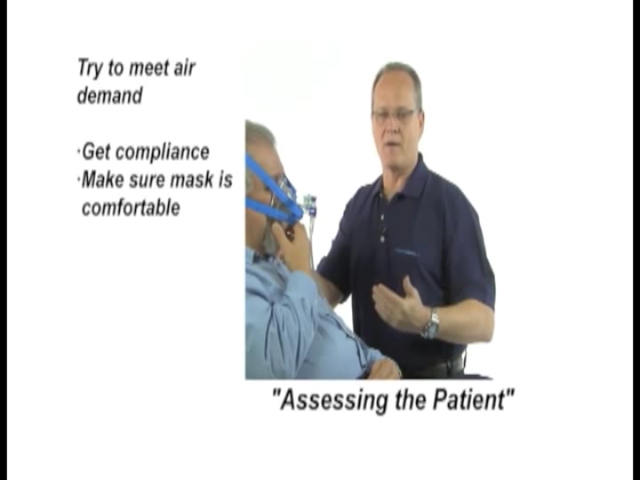 Try to meet air
demand
·Get compliance
·Make sure mask is
comfortable
"Assessing the Patient"